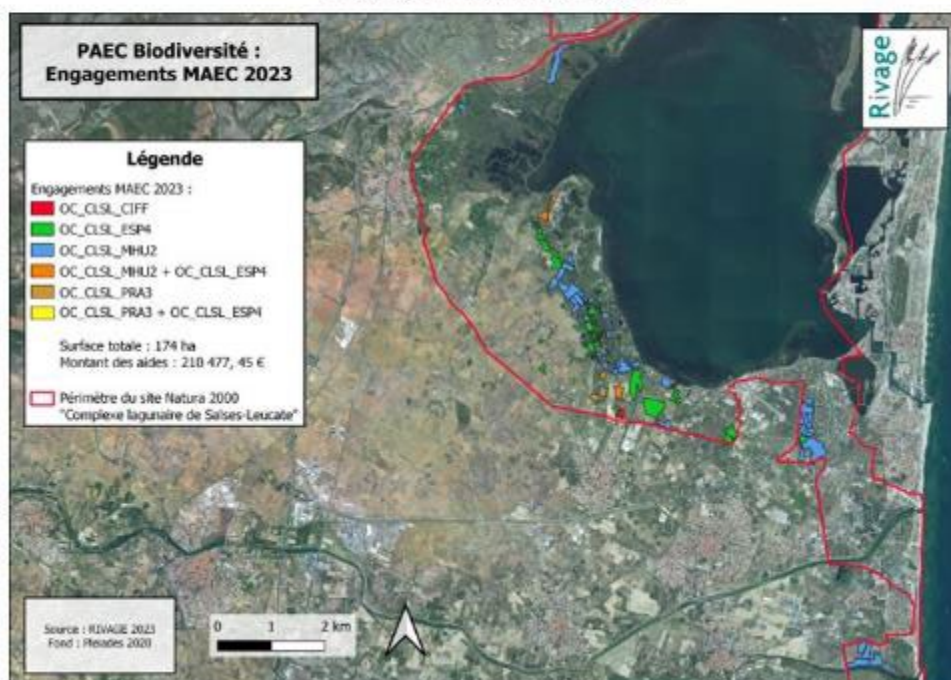 PAEC Biodiversité :
Engagements MAEC 2023
Rivage
Légende
Engagements MAEC 2023 :
OC_CLSL_CIFF
OC_CLSL_ESP4
OC_CLSL_MHU2
OC_CLSL_MHU2 + OC_CLSL_ESP4
OC_CLSL_PRA3
OC_CLSL_PRA3 + OC_CLSL_ESP4
Surface totale : 174 ha
Montant des aides : 218 477, 45 €
Périmètre du site Natura 2000
"Complexe lagunaire de Salses-Leucate"
Source : RIVAGE 2023
Fond : Pleiades 2020
0 1 2 km